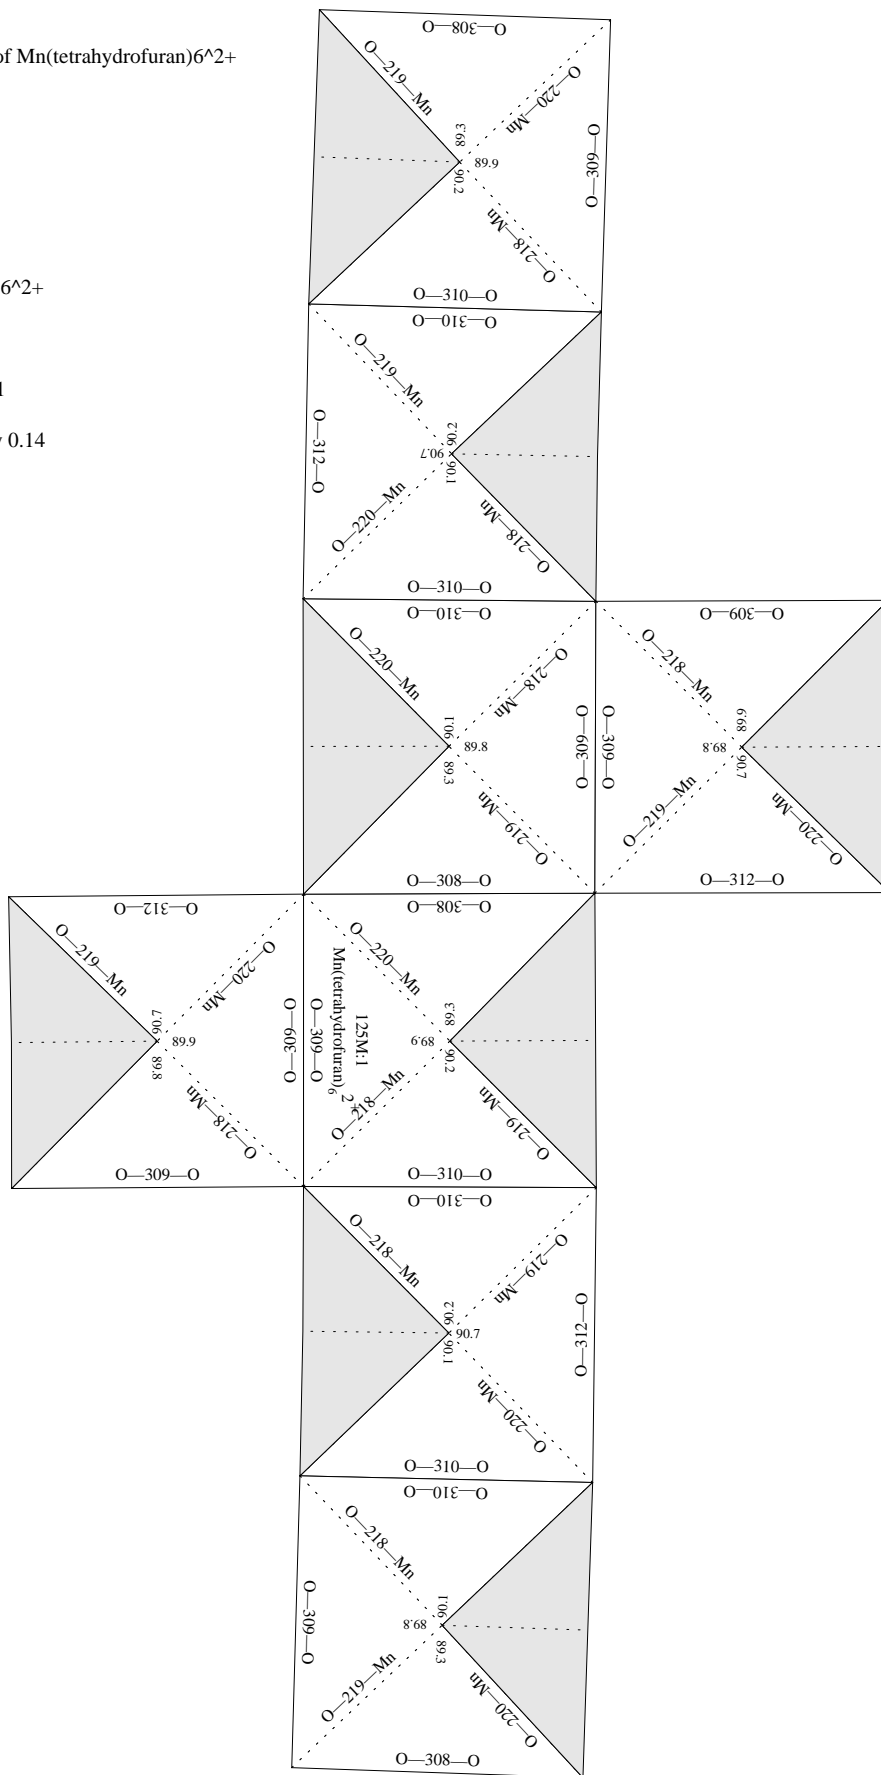 of Mn(tetrahydrofuran)6^2+
6^2+
0.14
O—308—O
O—219—Mn
O—220—Mn
O—309—O
89.3
89.9
90.2
O—218—Mn
O—310—O
O—310—O
O—219—Mn
O—312—O
90.2
90.7
90.1
O—220—Mn
O—218—Mn
O—310—O
O—310—O
O—309—O
O—220—Mn
O—218—Mn
O—218—Mn
O—309—O
O—309—O
90.1
89.8
89.3
89.9
89.8
90.7
O—219—Mn
O—219—Mn
O—220—Mn
O—308—O
O—312—O
O—312—O
O—308—O
O—219—Mn
O—220—Mn
O—220—Mn
125M:1
Mn(tetrahydrofuran)6 2+
O—309—O
O—309—O
90.7
89.9
89.8
89.3
89.9
90.2
O—218—Mn
O—218—Mn
O—219—Mn
O—309—O
O—310—O
O—310—O
O—218—Mn
O—219—Mn
O—312—O
90.2
90.7
90.1
O—220—Mn
O—310—O
O—310—O
O—218—Mn
O—309—O
90.1
89.8
89.3
O—219—Mn
O—220—Mn
O—308—O